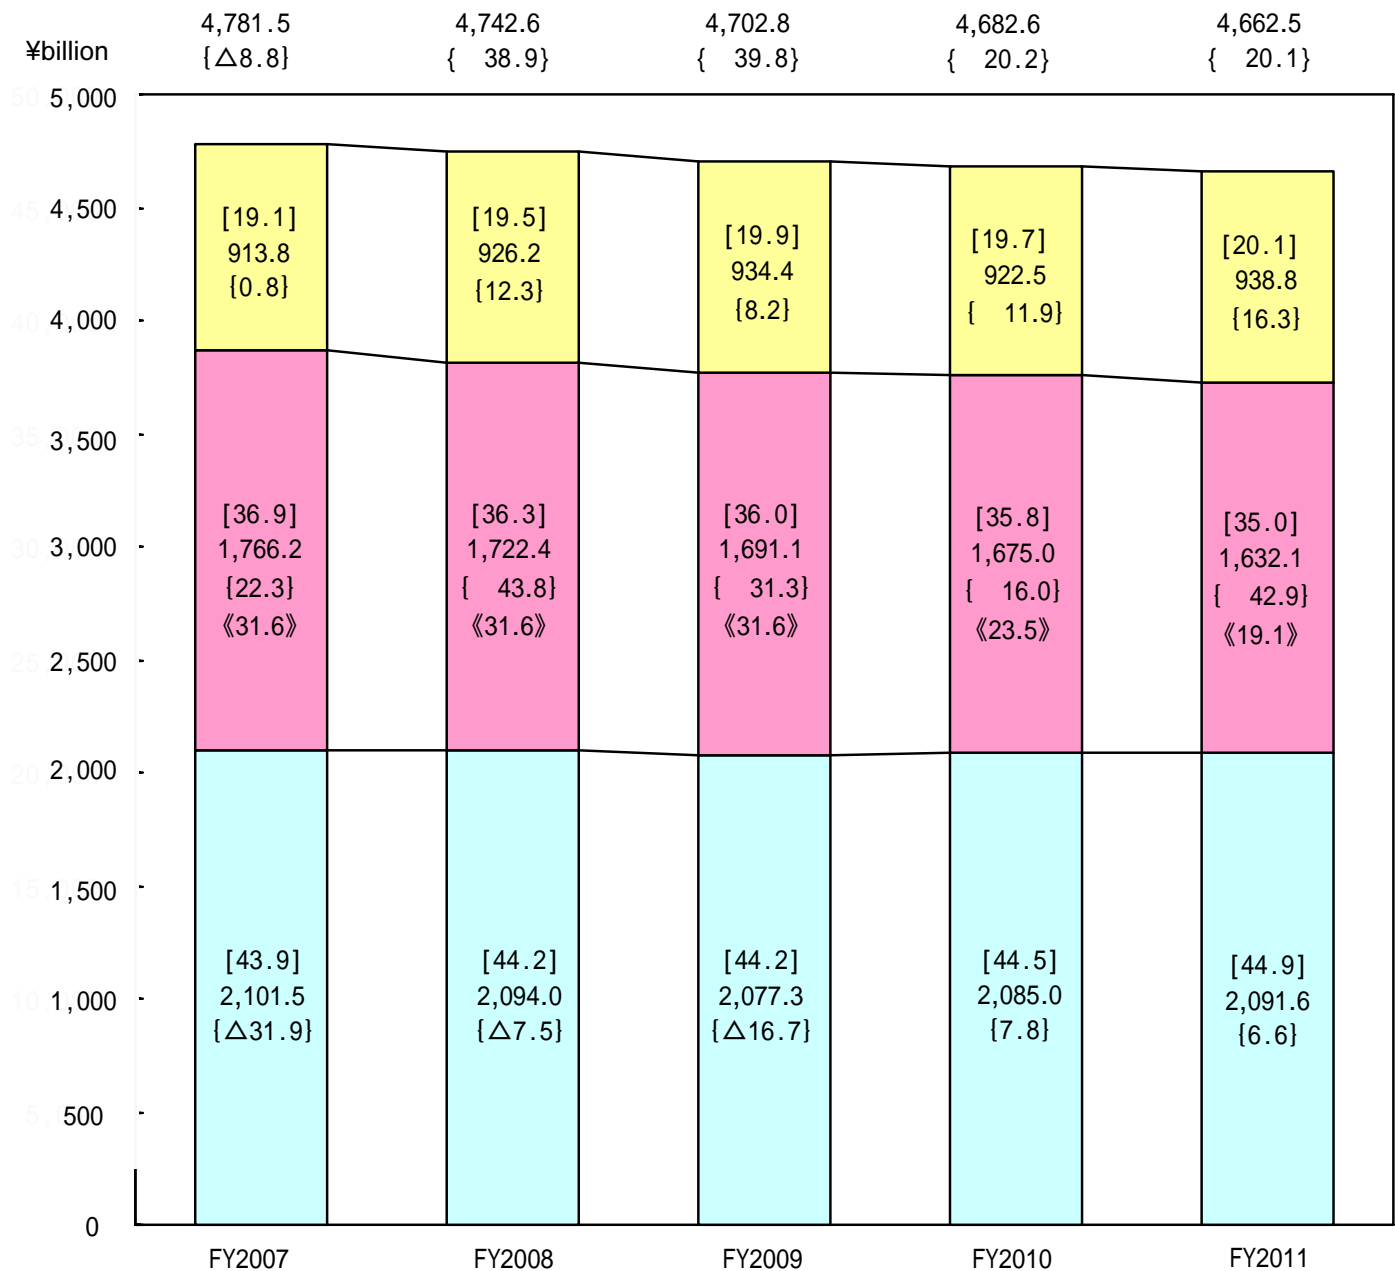 4,781.5 4,742.6 4,702.8 4,682.6 4,662.5
¥billion {△8.8} { 38.9} { 39.8} { 20.2} { 20.1}
5,000
4,500
[19.1] [19.5] [19.9] [19.7] [20.1]
913.8 926.2 934.4 922.5 938.8
{0.8} {12.3} {8.2} { 11.9} {16.3}
4,000
3,500
[36.9] [36.3] [36.0] [35.8] [35.0]
3,000 1,766.2 1,722.4 1,691.1 1,675.0 1,632.1
{22.3} { 43.8} { 31.3} { 16.0} { 42.9}
《31.6》 《31.6》 《31.6》 《23.5》 《19.1》
2,500
2,000
1,500
[43.9] [44.2] [44.2] [44.5] [44.9]
1,000 2,101.5 2,094.0 2,077.3 2,085.0 2,091.6
{△31.9} {△7.5} {△16.7} {7.8} {6.6}
500
0
FY2007 FY2008 FY2009 FY2010 FY2011